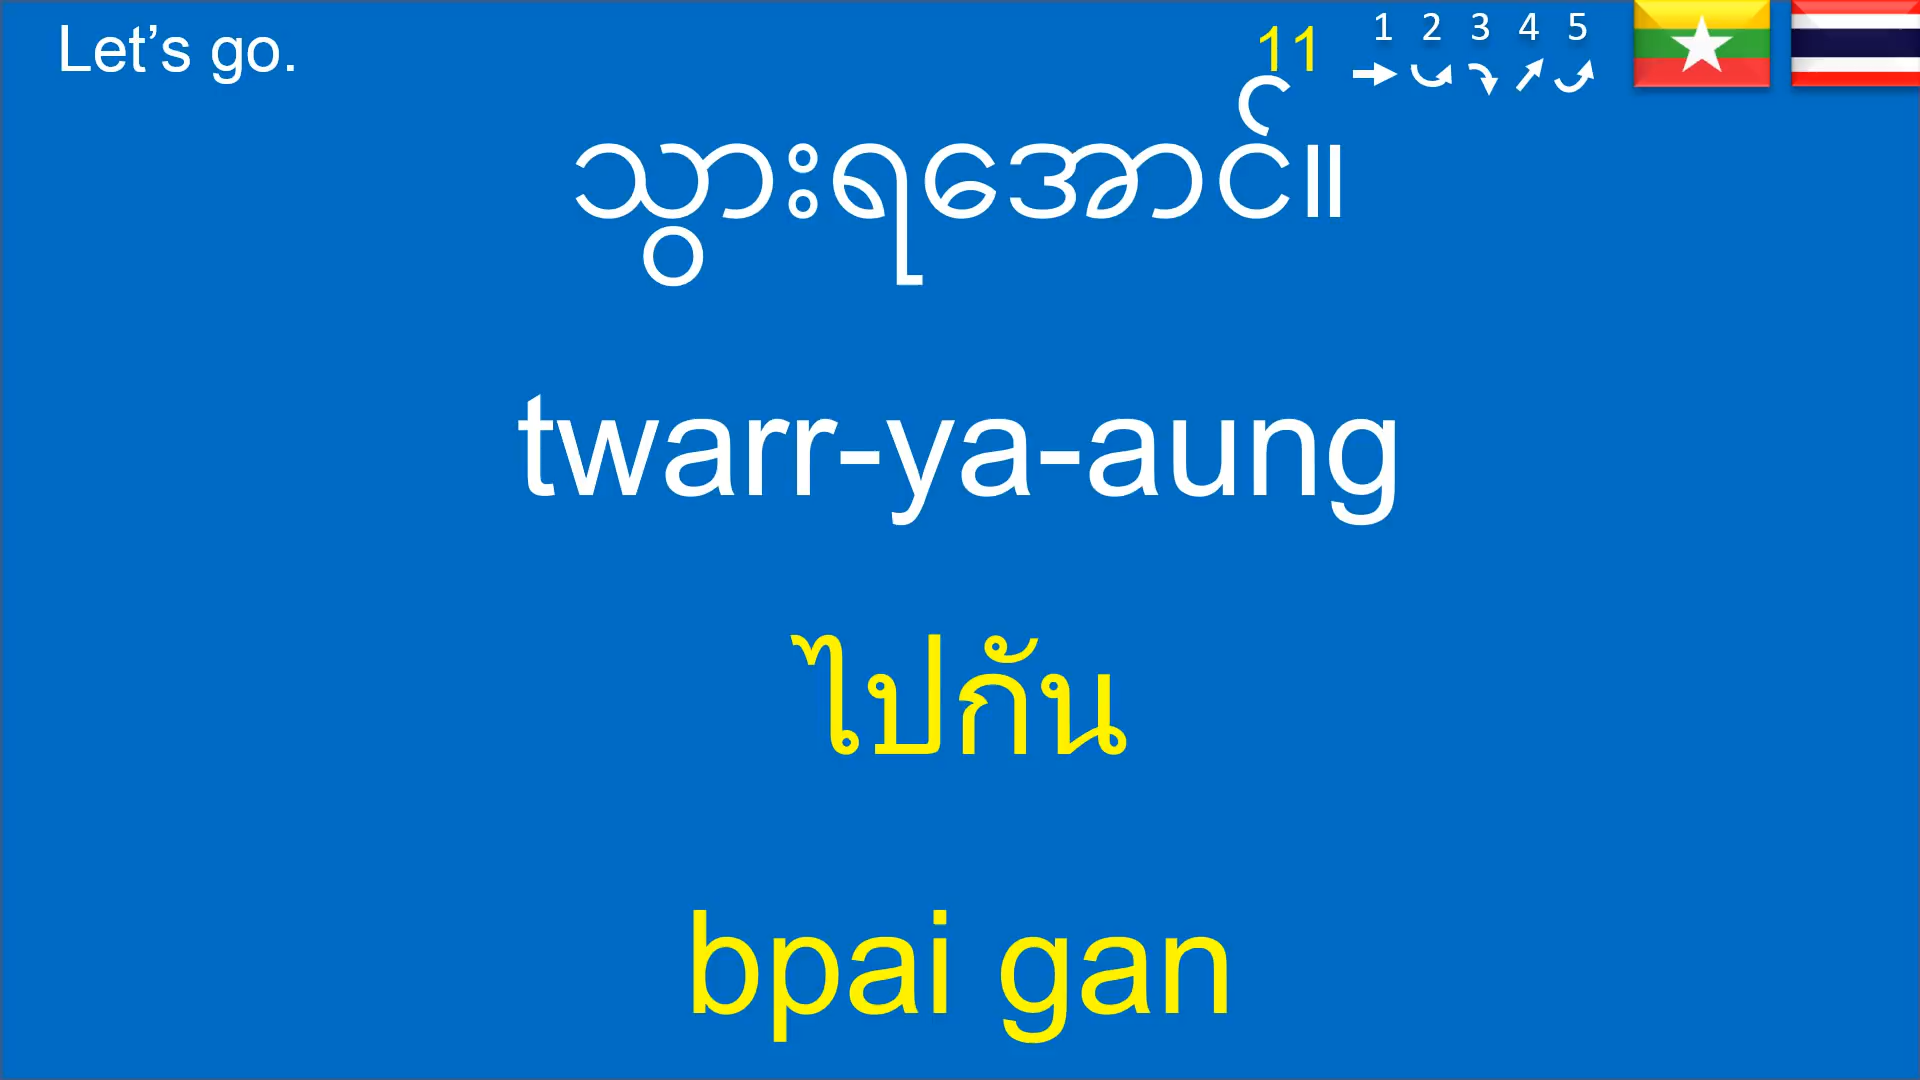 Let's go.
11 1 2 3 4 5
သွားရအောင်။
twarr-ya-aung
ไปกัน
bpai gan